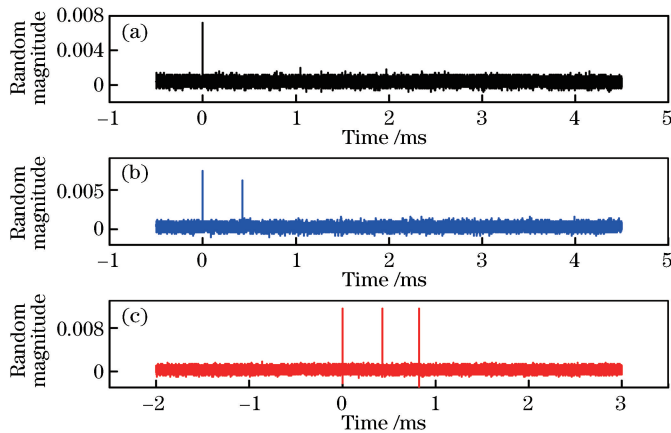 (a)
Random
magnitude
0.008
0.004
0
−1 0 1 2 3 4 5
Time /ms
(b)
Random
magnitude
0.005
0
−1 0 1 2 3 4 5
Time /ms
(c)
Random
magnitude
0.008
0
−2 −1 0 1 2 3
Time /ms